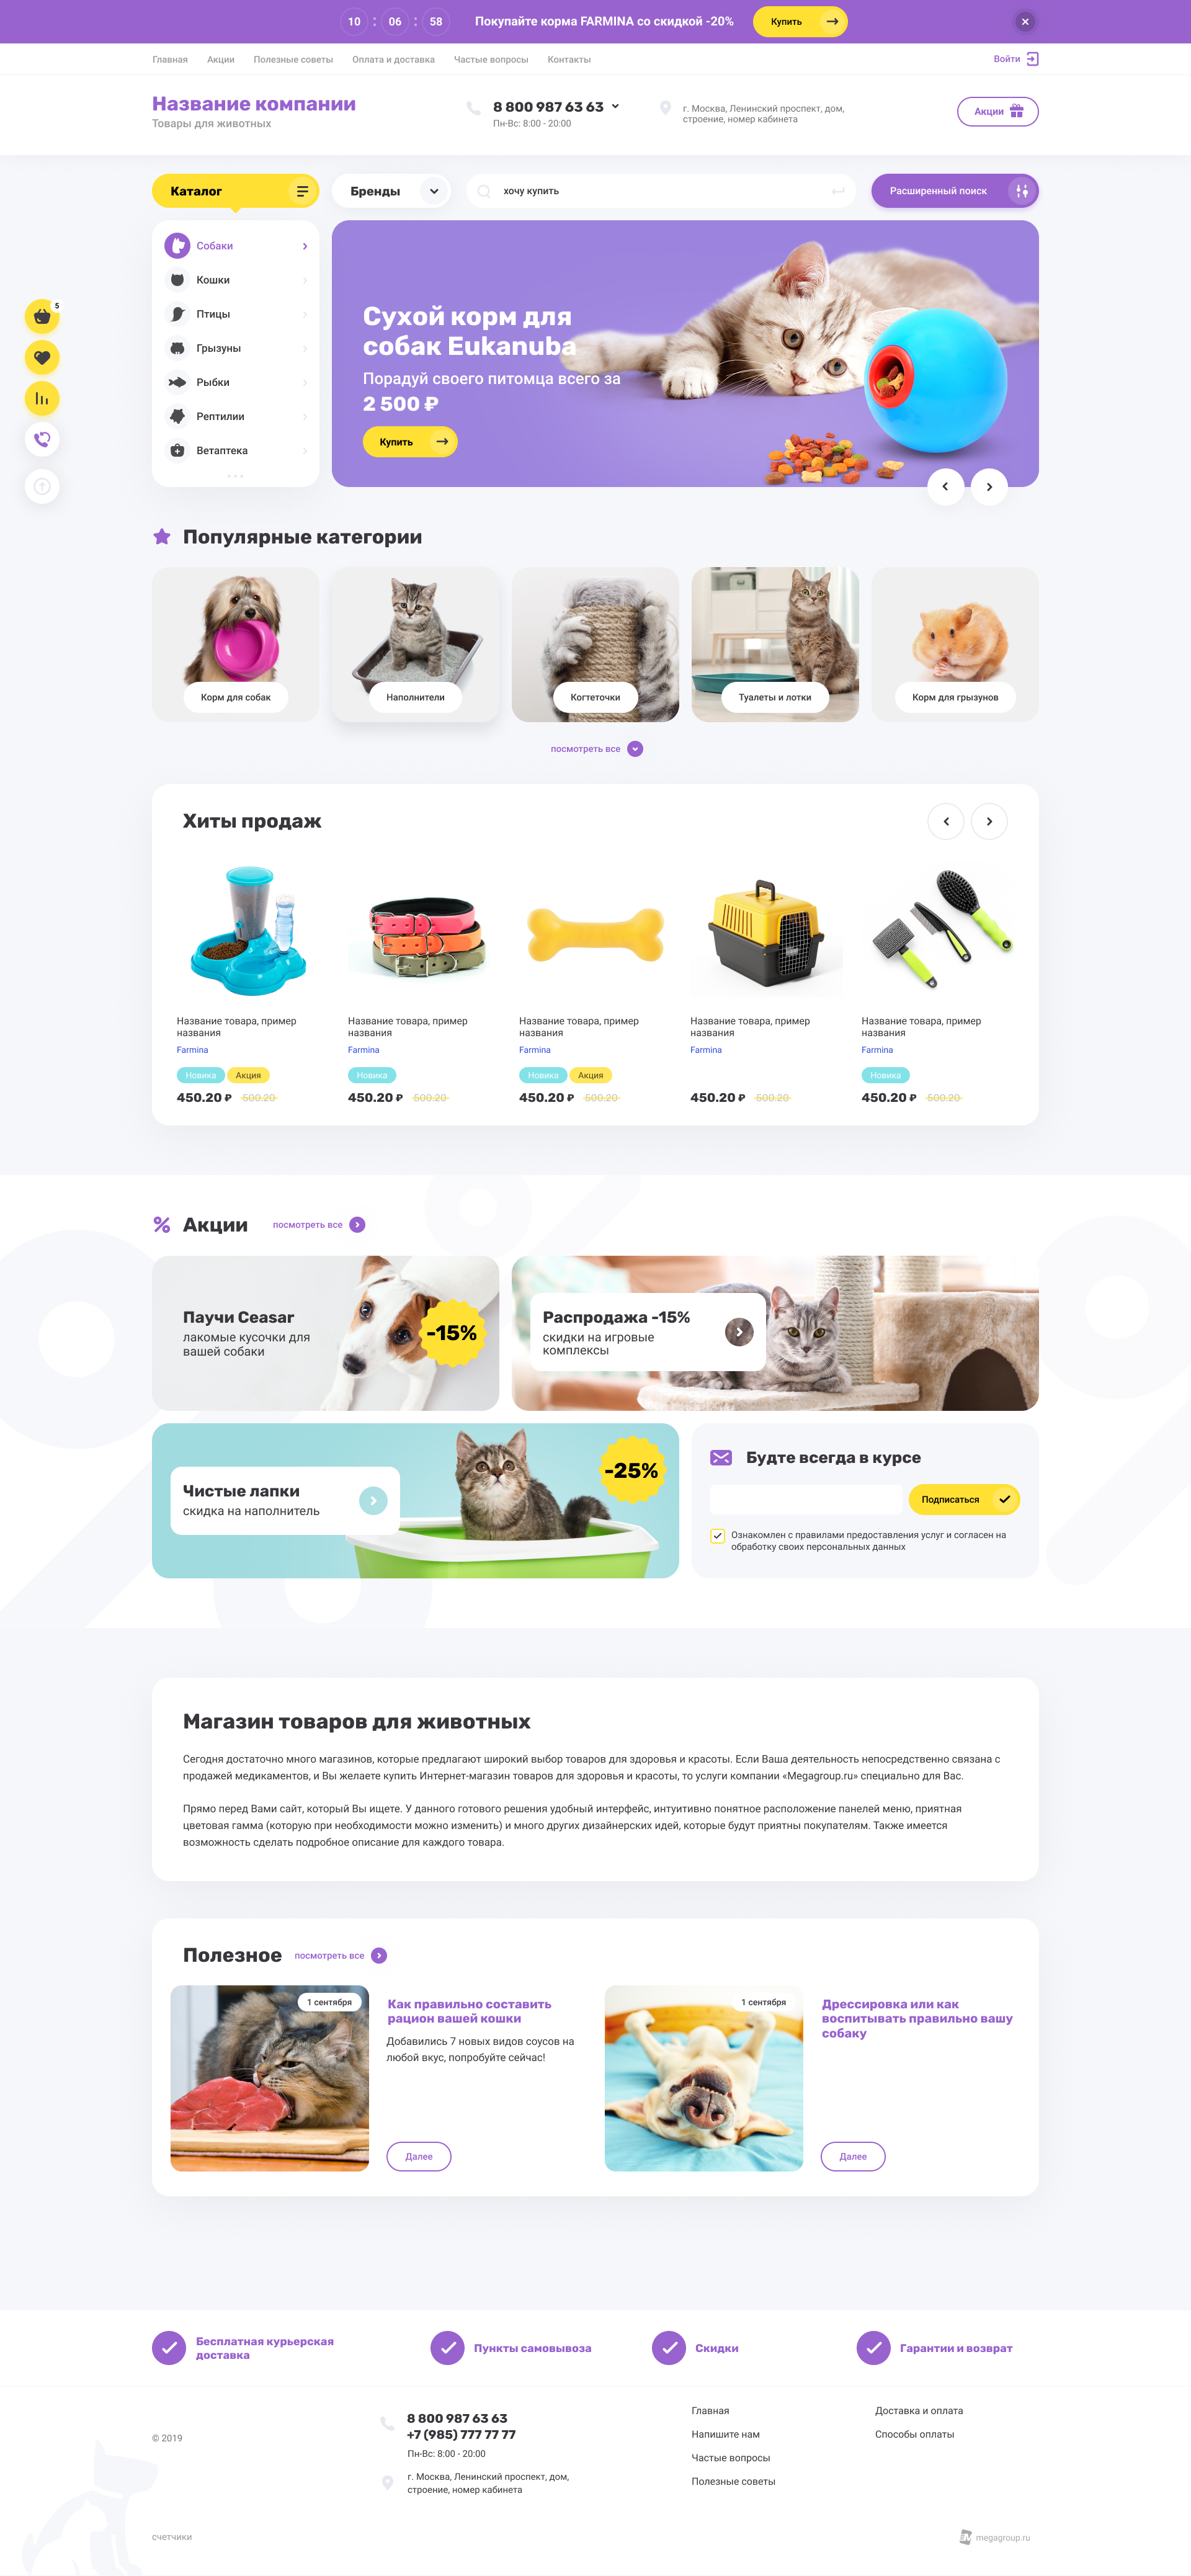 10 : 06 : 58
Покупайте корма FARMINA со скидкой -20%
Купить
Главная
Акции
Полезные советы
Оплата и доставка
Частые вопросы
Контакты
Войти
Название компании
Товары для животных
8 800 987 63 63
Пн-Вс: 8:00 - 20:00
г. Москва, Ленинский проспект, дом,
строение, номер кабинета
Акции
Каталог
Бренды
хочу купить
Расширенный поиск
Собаки
Кошки
Птицы
Грызуны
Рыбки
Рептилии
Ветаптека
5
Сухой корм для
собак Eukanuba
Порадуй своего питомца всего за
2 500 ₽
Купить
Популярные категории
Корм для собак
Наполнители
Когтеточки
Туалеты и лотки
Корм для грызунов
посмотреть все
Хиты продаж
Название товара, пример
названия
Farmina
Новика
Акция
450.20 ₽ 500.20
Название товара, пример
названия
Farmina
Новика
450.20 ₽ 500.20
Название товара, пример
названия
Farmina
Новика
Акция
450.20 ₽ 500.20
Название товара, пример
названия
Farmina
450.20 ₽ 500.20
Название товара, пример
названия
Farmina
Новика
450.20 ₽ 500.20
Акции
посмотреть все
Паучи Ceasar
лакомые кусочки для
вашей собаки
-15%
Распродажа -15%
скидки на игровые
комплексы
Чистые лапки
скидка на наполнитель
-25%
Будте всегда в курсе
Подписаться
Ознакомлен с правилами предоставления услуг и согласен на
обработку своих персональных данных
Магазин товаров для животных
Сегодня достаточно много магазинов, которые предлагают широкий выбор товаров для здоровья и красоты. Если Ваша деятельность непосредственно связана с
продажей медикаментов, и Вы желаете купить Интернет-магазин товаров для здоровья и красоты, то услуги компании «Megagroup.ru» специально для Вас.
Прямо перед Вами сайт, который Вы ищете. У данного готового решения удобный интерфейс, интуитивно понятное расположение панелей меню, приятная
цветовая гамма (которую при необходимости можно изменить) и много других дизайнерских идей, которые будут приятны покупателям. Также имеется
возможность сделать подробное описание для каждого товара.
Полезное
посмотреть все
1 сентября
Как правильно составить
рацион вашей кошки
Добавились 7 новых видов соусов на
любой вкус, попробуйте сейчас!
Далее
1 сентября
Дрессировка или как
воспитывать правильно вашу
собаку
Далее
Бесплатная курьерская
доставка
Пункты самовывоза
Скидки
Гарантии и возврат
© 2019
8 800 987 63 63
+7 (985) 777 77 77
Пн-Вс: 8:00 - 20:00
г. Москва, Ленинский проспект, дом,
строение, номер кабинета
Главная
Напишите нам
Частые вопросы
Полезные советы
Доставка и оплата
Способы оплаты
счетчики
megagroup.ru